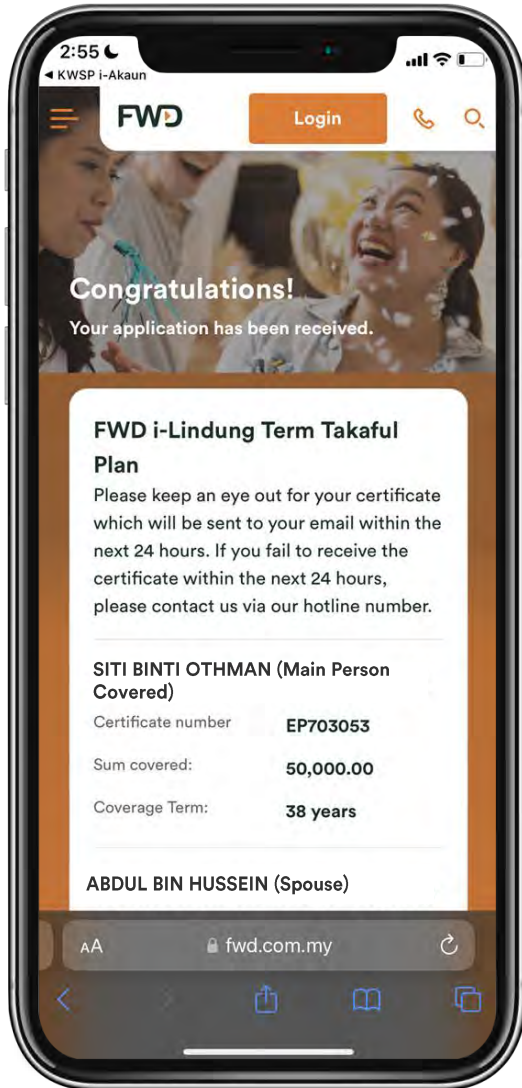 2:55
◀ KWSP i-Akaun
FWD
Login
Congratulations!
Your application has been received.
FWD i-Lindung Term Takaful
Plan
Please keep an eye out for your certificate
which will be sent to your email within the
next 24 hours. If you fail to receive the
certificate within the next 24 hours,
please contact us via our hotline number.
SITI BINTI OTHMAN (Main Person
Covered)
Certificate number EP703053
Sum covered: 50,000.00
Coverage Term: 38 years
ABDUL BIN HUSSEIN (Spouse)
AA fwd.com.my